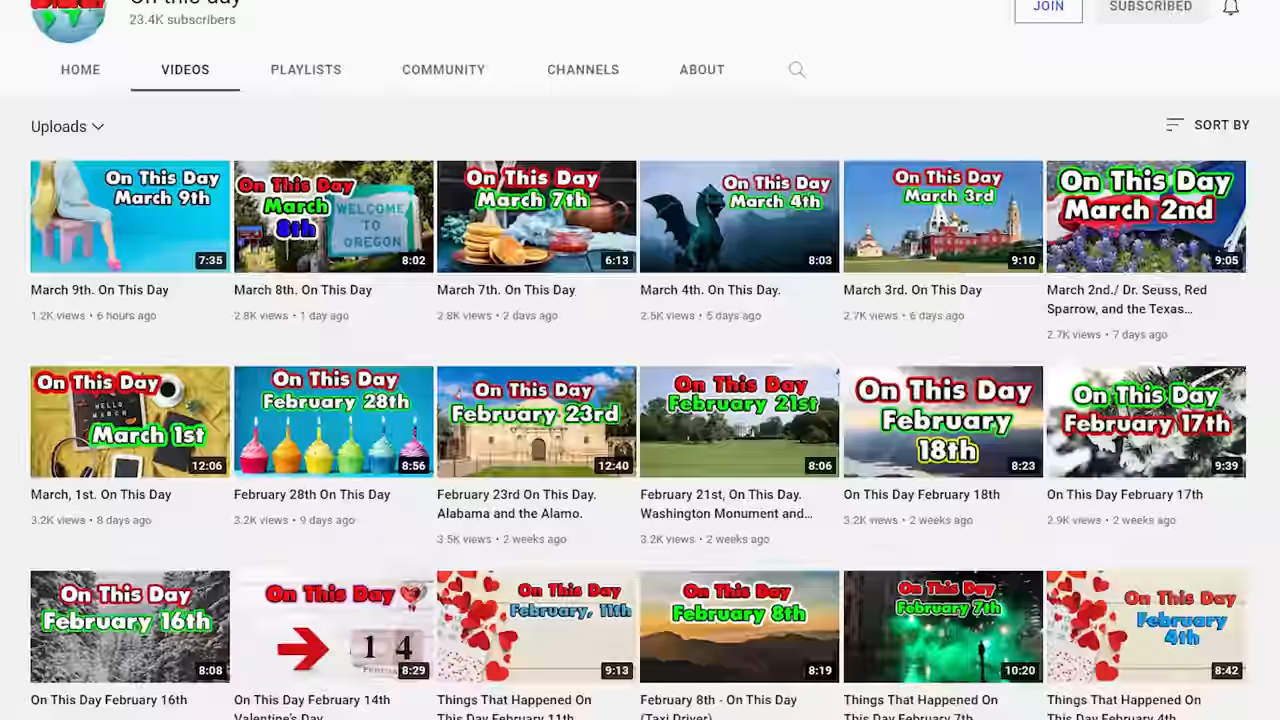 On this day
23.4K subscribers
JOIN
SUBSCRIBED
HOME
VIDEOS
PLAYLISTS
COMMUNITY
CHANNELS
ABOUT
Uploads
SORT BY
On This Day
March 9th
7:35
On This Day
March
8th
WELCOME
TO
OREGON
8:02
On This Day
March 7th
6:13
On This Day
March 4th
8:03
On This Day
March 3rd
9:10
On This Day
March 2nd
9:05
March 9th. On This Day
1.2K views • 6 hours ago
March 8th. On This Day
2.8K views • 1 day ago
March 7th. On This Day
2.8K views • 2 days ago
March 4th. On This Day.
2.5K views • 5 days ago
March 3rd. On This Day
2.7K views • 6 days ago
March 2nd./ Dr. Seuss, Red
Sparrow, and the Texas…
2.7K views • 7 days ago
On This Day
HELLO
MARCH
March 1st
12:06
On This Day
February 28th
8:56
On This Day
February 23rd
12:40
On This Day
February 21st
8:06
On This Day
February
18th
8:23
On This Day
February 17th
9:39
March, 1st. On This Day
3.2K views • 8 days ago
February 28th On This Day
3.2K views • 9 days ago
February 23rd On This Day.
Alabama and the Alamo.
3.5K views • 2 weeks ago
February 21st, On This Day.
Washington Monument and…
3.2K views • 2 weeks ago
On This Day February 18th
3.2K views • 2 weeks ago
On This Day February 17th
2.9K views • 2 weeks ago
On This Day
February 16th
8:08
On This Day
1 4
8:29
On This Day
February, 11th
9:13
On This Day
February 8th
8:19
On This Day
February 7th
10:20
On This Day
February
4th
8:42
On This Day February 16th
On This Day February 14th
Valentine's Day
Things That Happened On
This Day February 11th
February 8th - On This Day
(Taxi Driver)
Things That Happened On
This Day February 7th
Things That Happened On
This Day February 4th